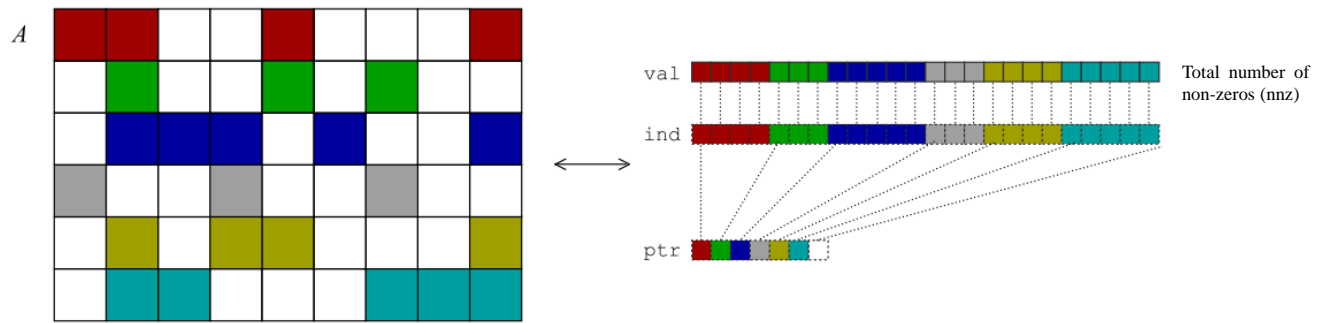 A
val
Total number of
non-zeros (nnz)
ind
ptr